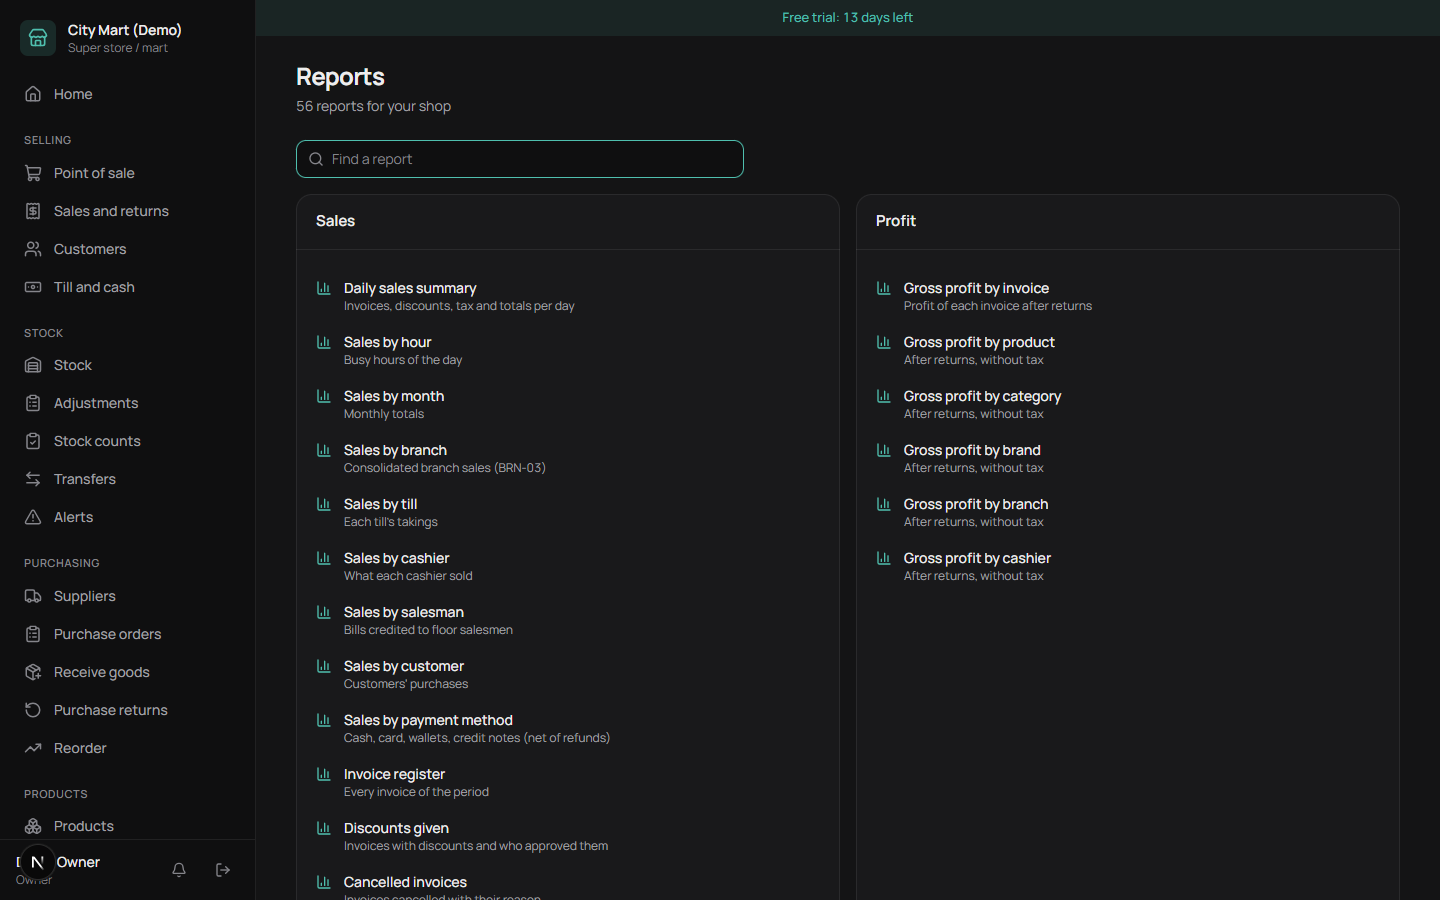 City Mart (Demo)
Super store / mart
Home
SELLING
Point of sale
Sales and returns
Customers
Till and cash
STOCK
Stock
Adjustments
Stock counts
Transfers
Alerts
PURCHASING
Suppliers
Purchase orders
Receive goods
Purchase returns
Reorder
PRODUCTS
Products
N
Owner
Owner
Free trial: 13 days left
Reports
56 reports for your shop
Find a report
Sales
Daily sales summary
Invoices, discounts, tax and totals per day
Sales by hour
Busy hours of the day
Sales by month
Monthly totals
Sales by branch
Consolidated branch sales (BRN-03)
Sales by till
Each till's takings
Sales by cashier
What each cashier sold
Sales by salesman
Bills credited to floor salesmen
Sales by customer
Customers' purchases
Sales by payment method
Cash, card, wallets, credit notes (net of refunds)
Invoice register
Every invoice of the period
Discounts given
Invoices with discounts and who approved them
Cancelled invoices
Invoices cancelled with their reason
Profit
Gross profit by invoice
Profit of each invoice after returns
Gross profit by product
After returns, without tax
Gross profit by category
After returns, without tax
Gross profit by brand
After returns, without tax
Gross profit by branch
After returns, without tax
Gross profit by cashier
After returns, without tax